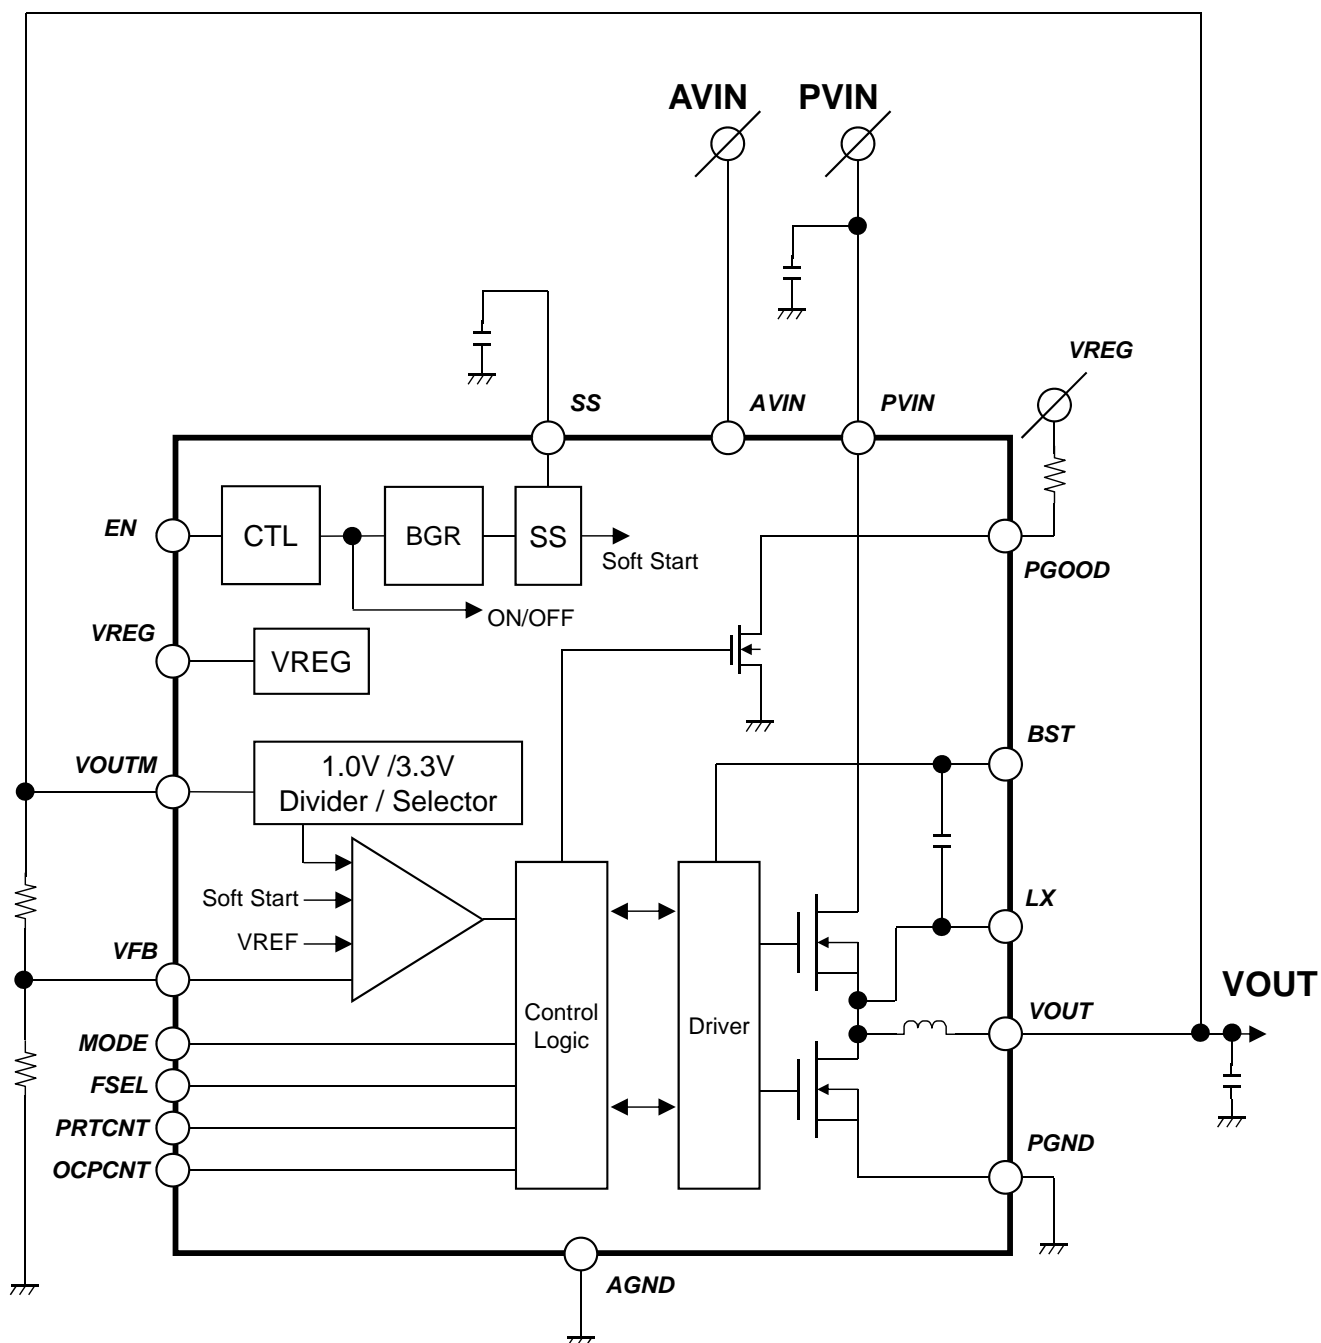 AVIN PVIN
VREG
SS AVIN PVIN
EN CTL BGR SS
Soft Start
PGOOD
ON/OFF
VREG VREG
BST
VOUTM 1.0V /3.3V
Divider / Selector
Soft Start
LX
VREF
VFB
VOUT
VOUT
Control
Logic
Driver
MODE
FSEL
PRTCNT
PGND
OCPCNT
AGND